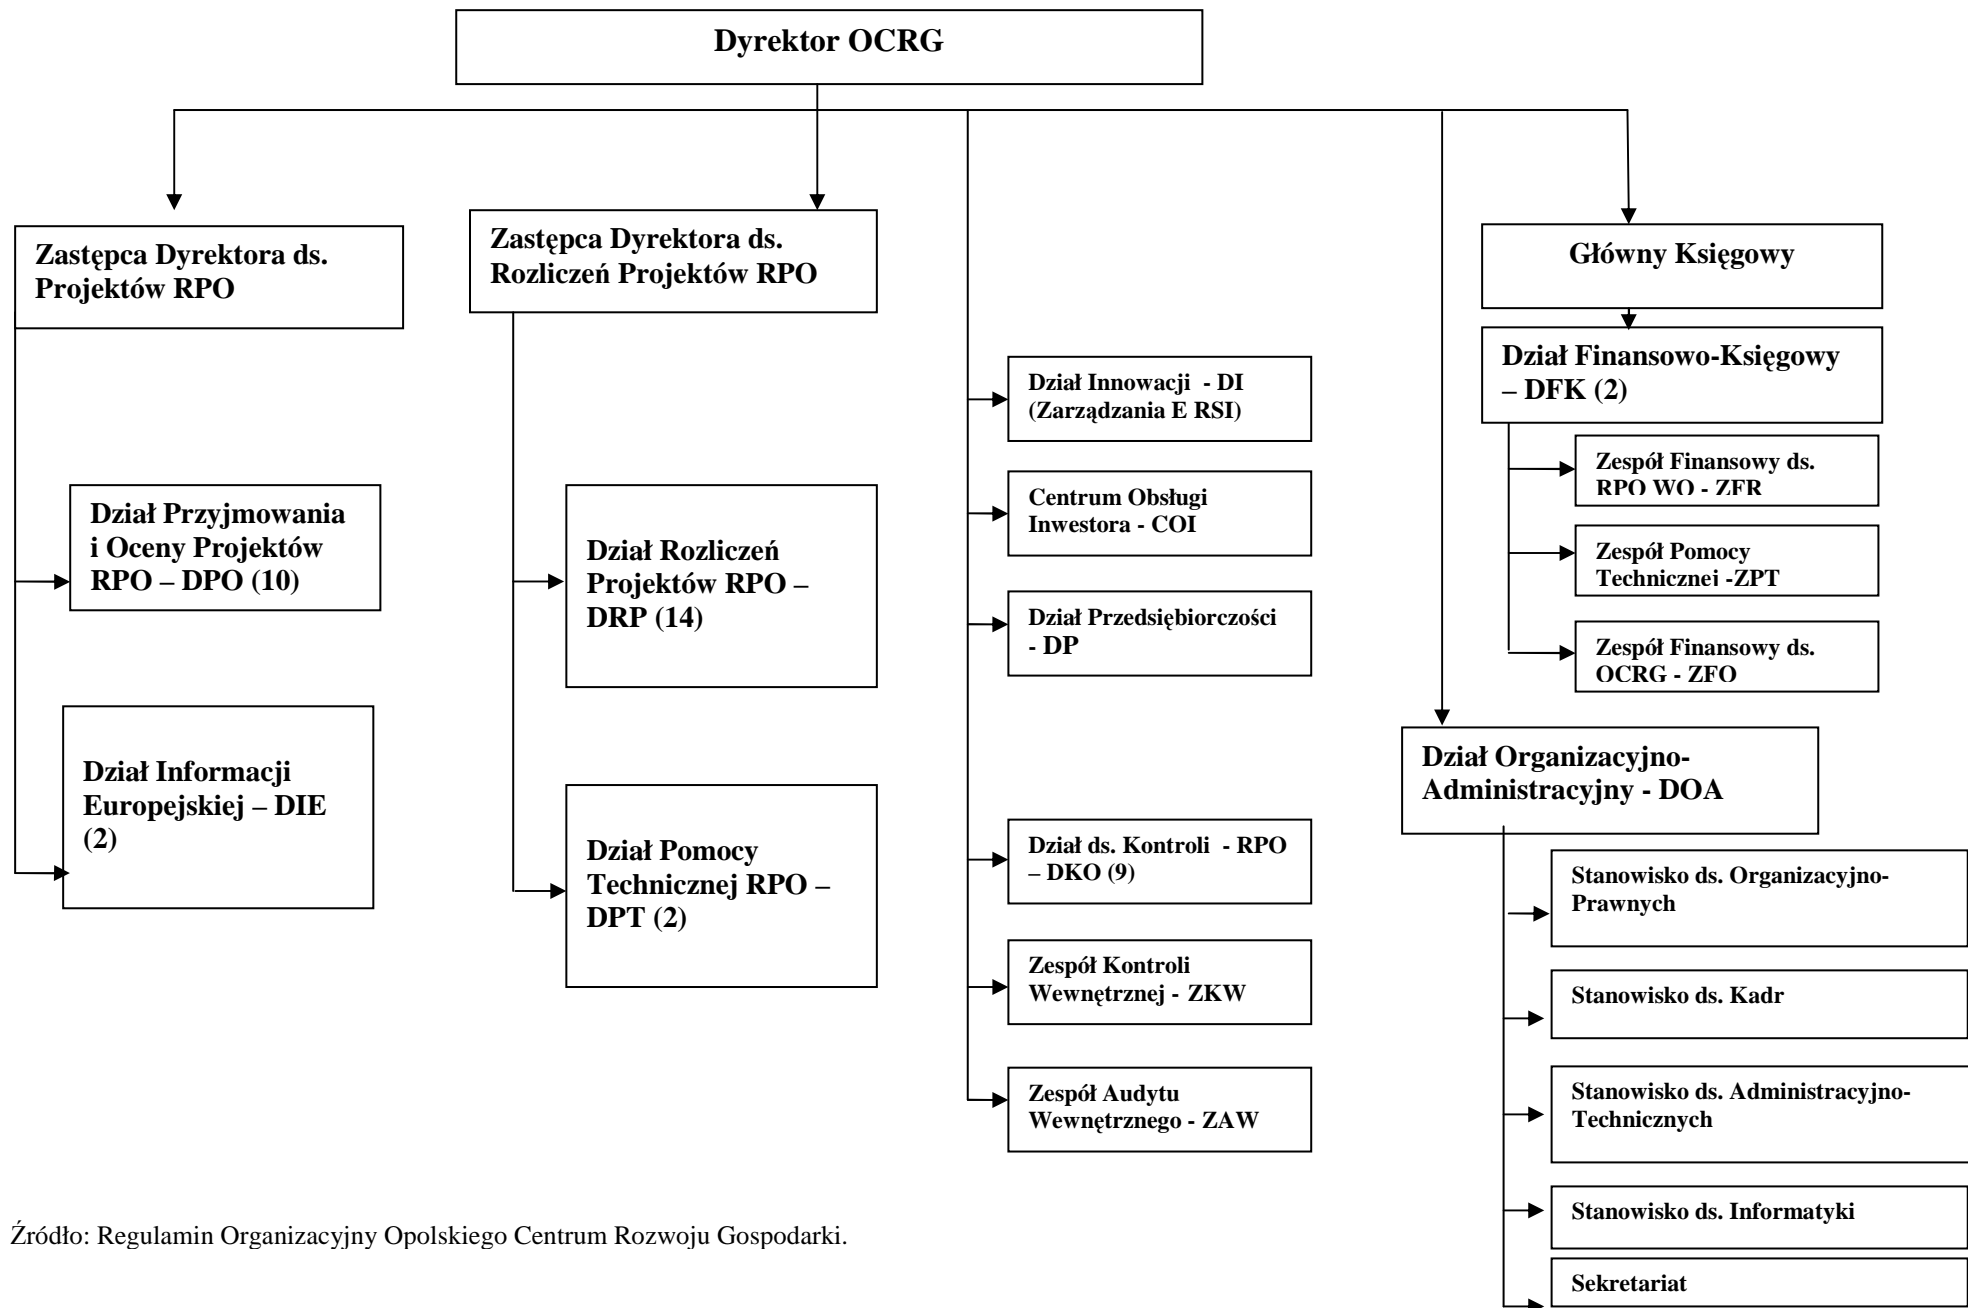 Dyrektor OCRG
Zastępca Dyrektora ds.
Projektów RPO
Dział Przyjmowania
i Oceny Projektów
RPO – DPO (10)
Dział Informacji
Europejskiej – DIE
(2)
Zastępca Dyrektora ds.
Rozliczeń Projektów RPO
Dział Rozliczeń
Projektów RPO –
DRP (14)
Dział Pomocy
Technicznej RPO –
DPT (2)
Dział Innowacji - DI
(Zarządzania E RSI)
Centrum Obsługi
Inwestora - COI
Dział Przedsiębiorczości
- DP
Dział ds. Kontroli - RPO
– DKO (9)
Zespół Kontroli
Wewnętrznej - ZKW
Zespół Audytu
Wewnętrznego - ZAW
Główny Księgowy
Dział Finansowo-Księgowy
– DFK (2)
Zespół Finansowy ds.
RPO WO - ZFR
Zespół Pomocy
Technicznej -ZPT
Zespół Finansowy ds.
OCRG - ZFO
Dział Organizacyjno-
Administracyjny - DOA
Stanowisko ds. Organizacyjno-
Prawnych
Stanowisko ds. Kadr
Stanowisko ds. Administracyjno-
Technicznych
Stanowisko ds. Informatyki
Sekretariat
Źródło: Regulamin Organizacyjny Opolskiego Centrum Rozwoju Gospodarki.